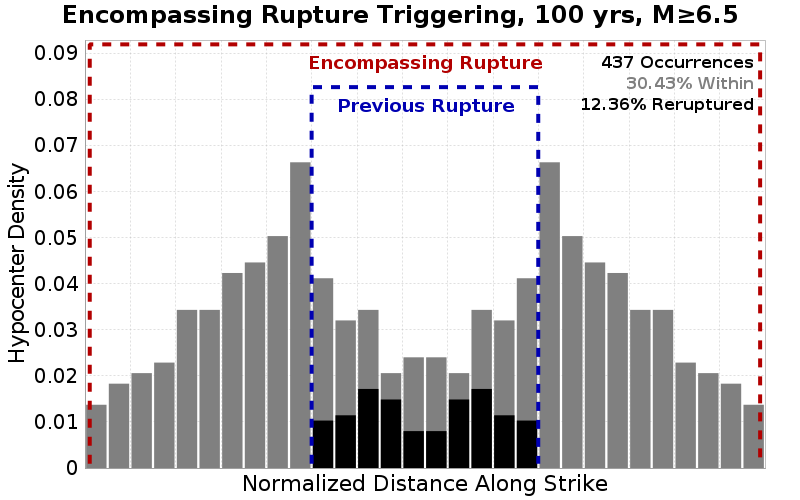 Encompassing Rupture Triggering, 100 yrs, M≥6.5
Encompassing Rupture
Previous Rupture
437 Occurrences
30.43% Within
12.36% Reruptured
Hypocenter Density
0.09
0.08
0.07
0.06
0.05
0.04
0.03
0.02
0.01
0
Normalized Distance Along Strike